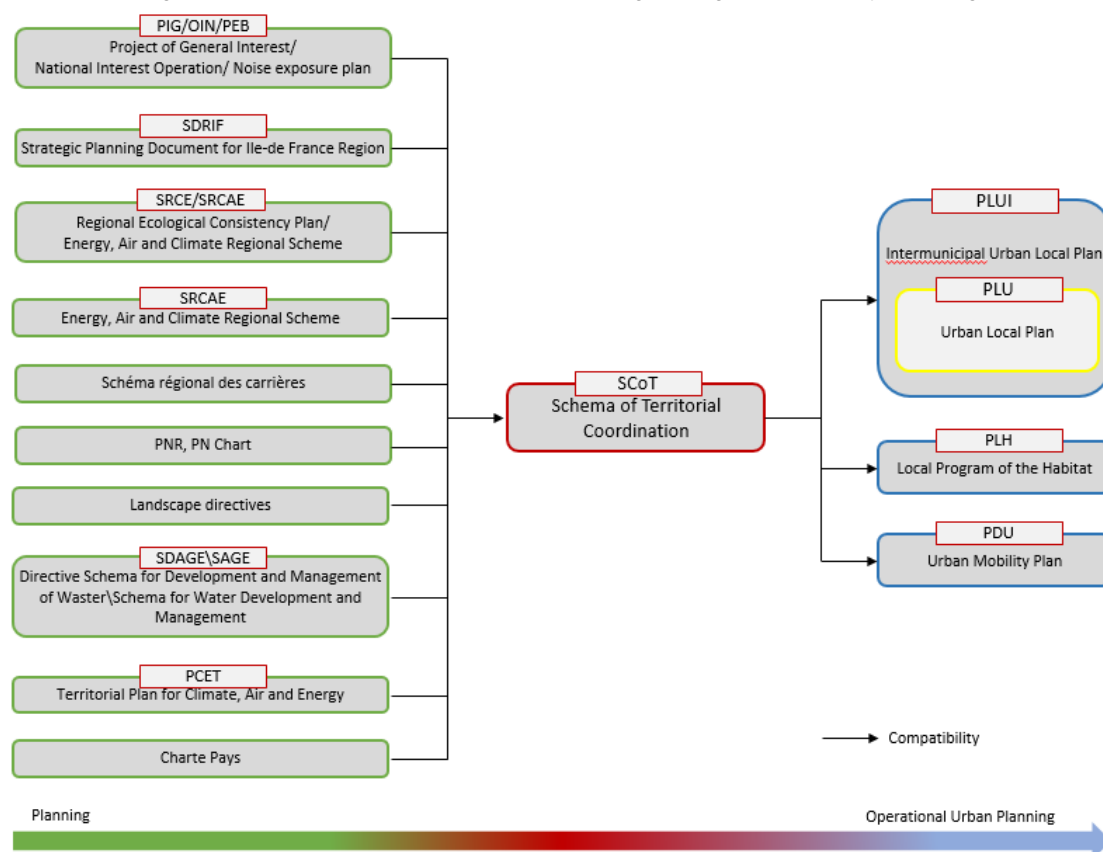 PIG/OIN/PEB
Project of General Interest/
National Interest Operation/ Noise exposure plan
SDRIF
Strategic Planning Document for Ile-de France Region
SRCE/SRCAE
Regional Ecological Consistency Plan/
Energy, Air and Climate Regional Scheme
SRCAE
Energy, Air and Climate Regional Scheme
Schéma régional des carrières
PNR, PN Chart
Landscape directives
SDAGE\SAGE
Directive Schema for Development and Management
of Waster\Schema for Water Development and
Management
PCET
Territorial Plan for Climate, Air and Energy
Charte Pays
SCoT
Schema of Territorial
Coordination
PLUI
Intermunicipal Urban Local Plan
PLU
Urban Local Plan
PLH
Local Program of the Habitat
PDU
Urban Mobility Plan
Compatibility
Planning
Operational Urban Planning